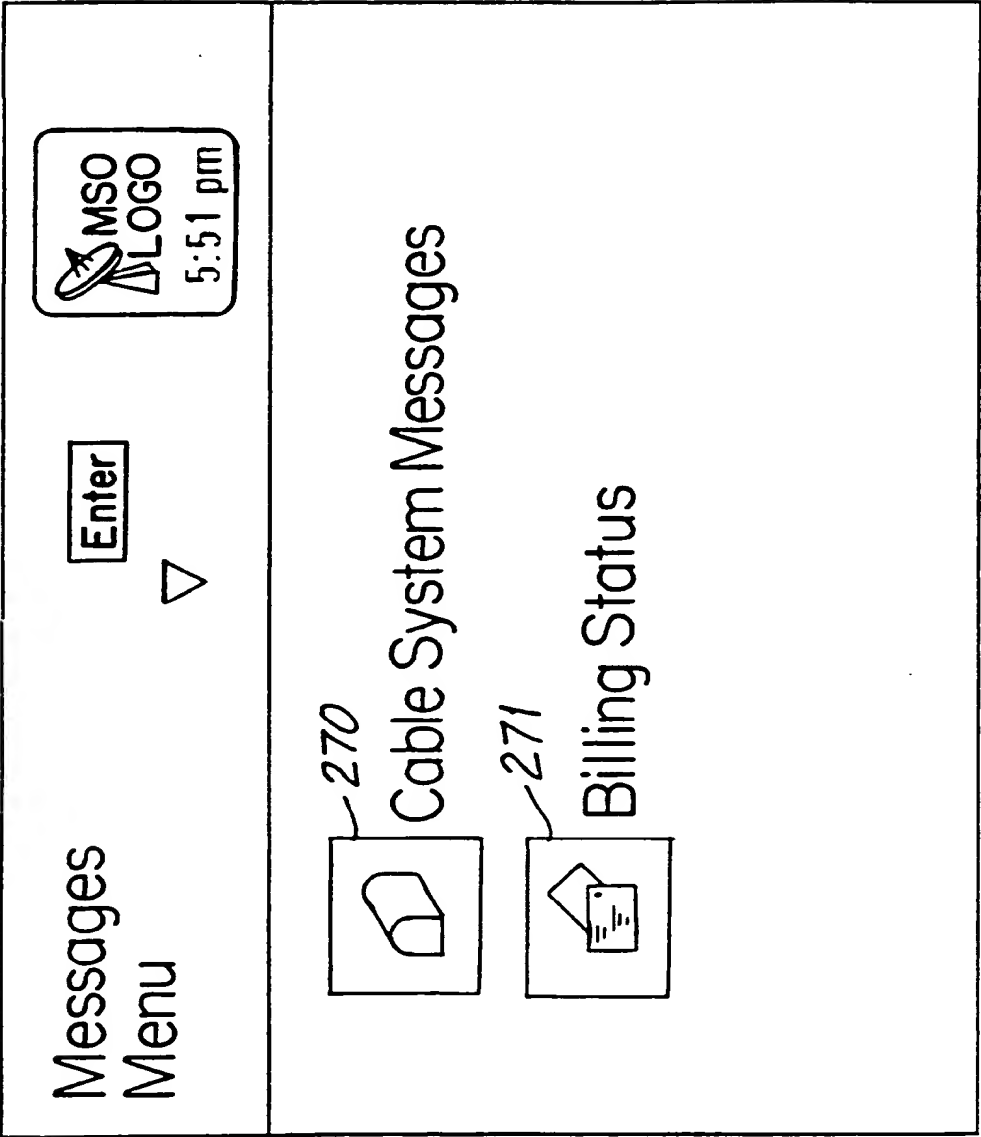 Messages
Menu
Enter
MSO
LOGO
5:51 pm
270
Cable System Messages
271
Billing Status